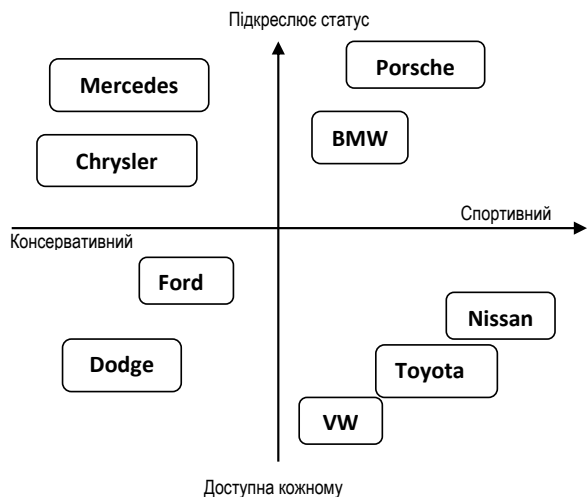 Підкреслює статус
Porsche
Mercedes
BMW
Chrysler
Спортивний
Консервативний
Ford
Nissan
Dodge
Toyota
VW
Доступна кожному